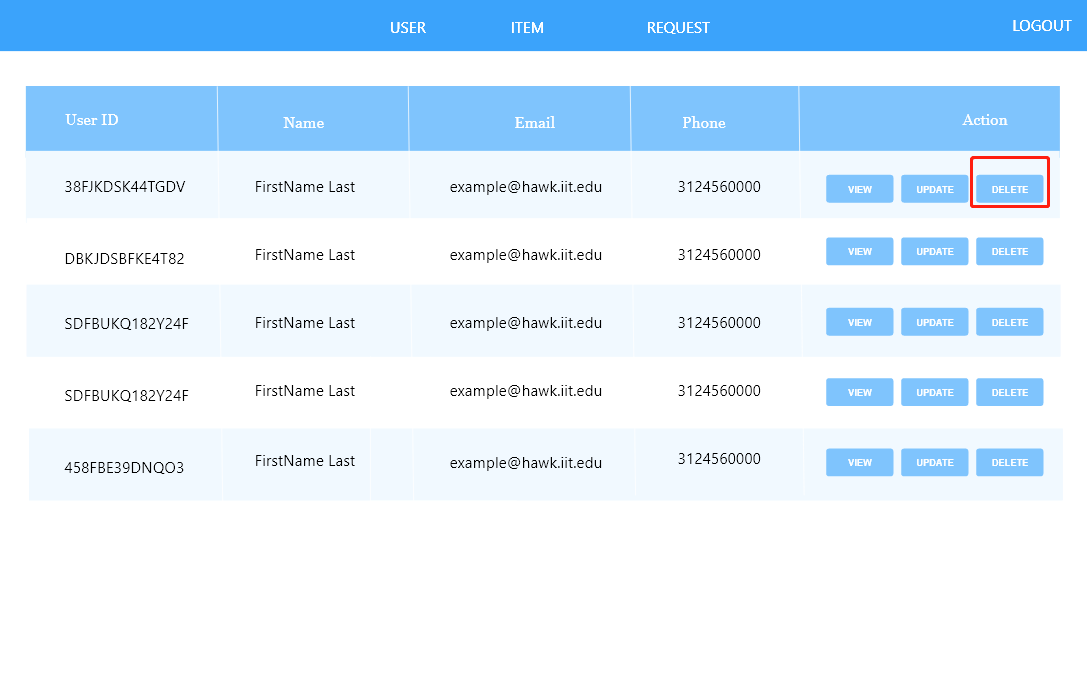 USER ITEM REQUEST LOGOUT
User ID Name Email Phone Action
38FJKDSK44TGDV FirstName Last example@hawk.iit.edu 3124560000 VIEW UPDATE DELETE
DBKJDSBFKE4T82 FirstName Last example@hawk.iit.edu 3124560000 VIEW UPDATE DELETE
SDFBUKQ182Y24F FirstName Last example@hawk.iit.edu 3124560000 VIEW UPDATE DELETE
SDFBUKQ182Y24F FirstName Last example@hawk.iit.edu 3124560000 VIEW UPDATE DELETE
458FBE39DNQO3 FirstName Last example@hawk.iit.edu 3124560000 VIEW UPDATE DELETE